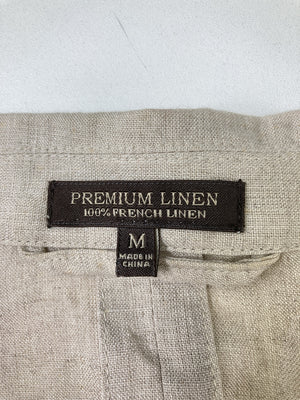 PREMIUM LINEN
100% FRENCH LINEN
M
MADE IN
CHINA